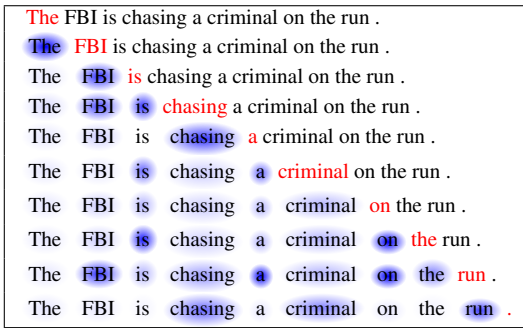 The FBI is chasing a criminal on the run .
The FBI is chasing a criminal on the run .
The FBI is chasing a criminal on the run .
The FBI is chasing a criminal on the run .
The FBI is chasing a criminal on the run .
The FBI is chasing a criminal on the run .
The FBI is chasing a criminal on the run .
The FBI is chasing a criminal on the run .
The FBI is chasing a criminal on the run .
The FBI is chasing a criminal on the run .